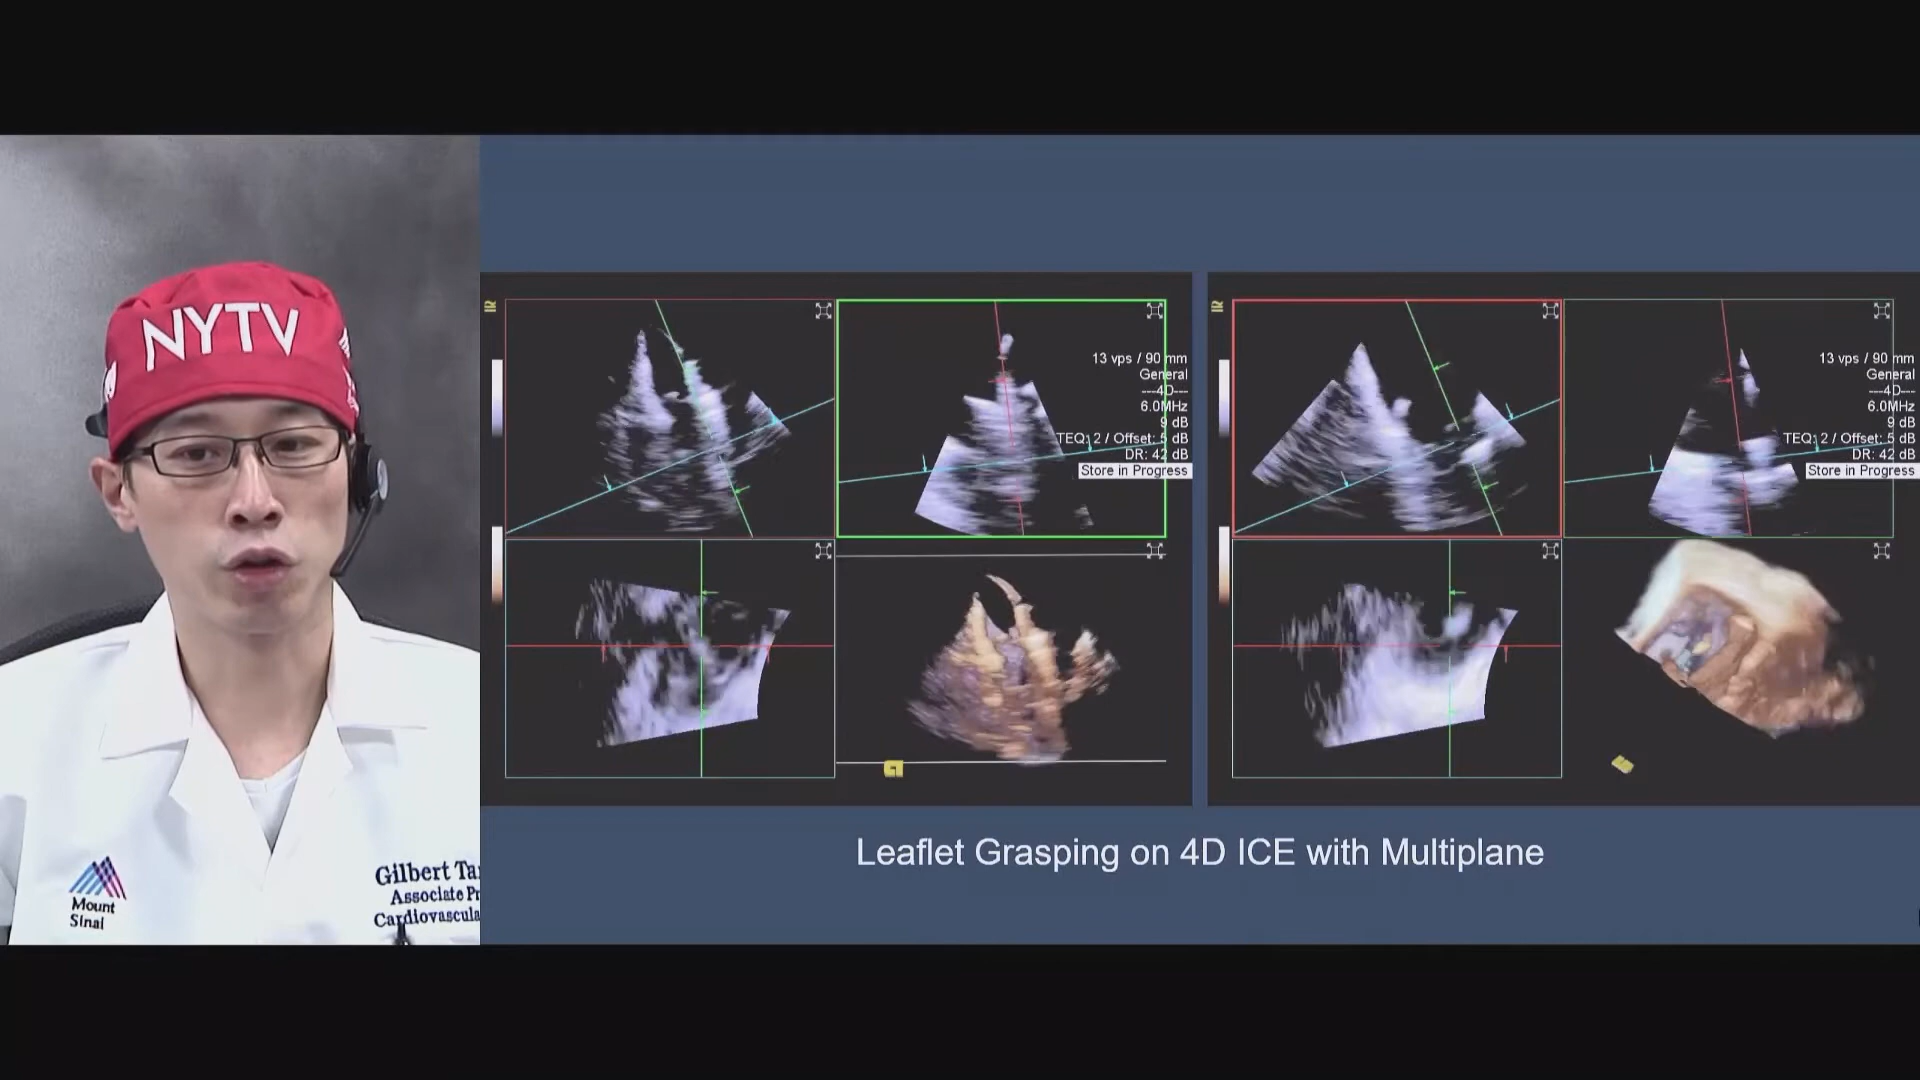 NYTV
Mount
Sinai
Gilbert Ta
Associate Pr
Cardiovascula
13 vps / 90 mm
General
---4D---
6.0MHz
9 dB
TEQ: 2 / Offset: 5 dB
DR: 42 dB
Store in Progress
13 vps / 90 mm
General
---4D---
6.0MHz
9 dB
TEQ: 2 / Offset: 5 dB
DR: 42 dB
Store in Progress
Leaflet Grasping on 4D ICE with Multiplane